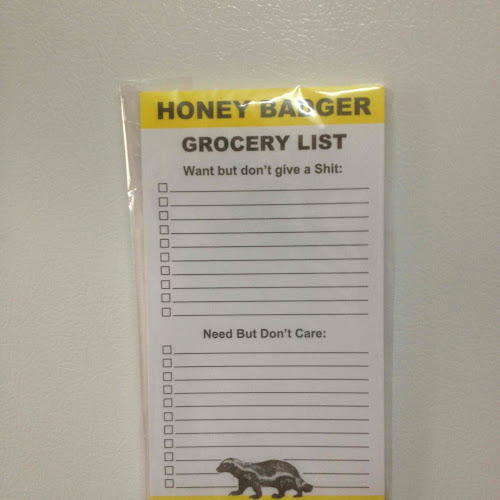 HONEY BADGER
GROCERY LIST
Want but don't give a Shit:
Need But Don't Care: